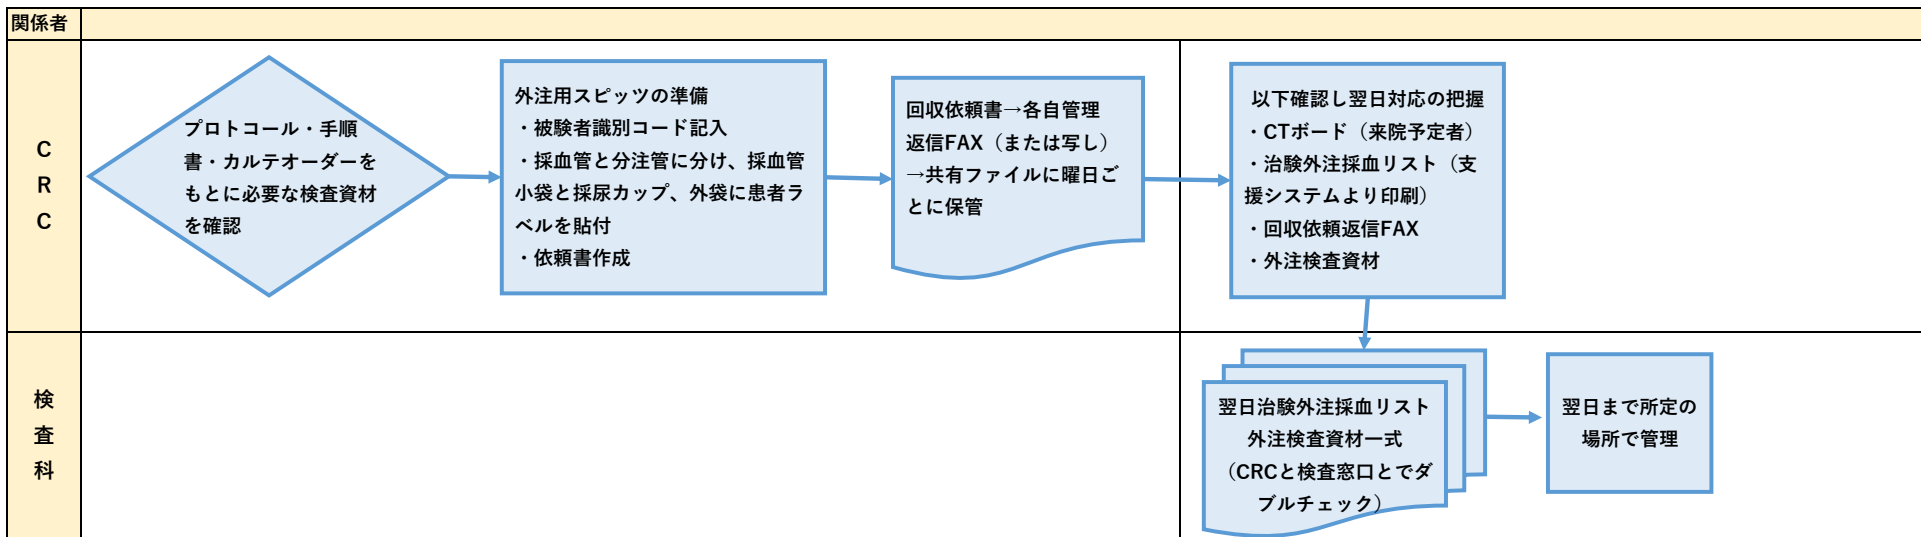 関係者
CRC
プロトコール・手順
書・カルテオーダーを
もとに必要な検査資材
を確認
外注用スピッツの準備
・被験者識別コード記入
・採血管と分注管に分け、採血管
小袋と採尿カップ、外袋に患者ラ
ベルを貼付
・依頼書作成
回収依頼書→各自管理
返信FAX（または写し）
→共有ファイルに曜日ご
とに保管
以下確認し翌日対応の把握
・CTボード（来院予定者）
・治験外注採血リスト（支
援システムより印刷）
・回収依頼返信FAX
・外注検査資材
検査科
翌日治験外注採血リスト
外注検査資材一式
（CRCと検査窓口とでダ
ブルチェック）
翌日まで所定の
場所で管理